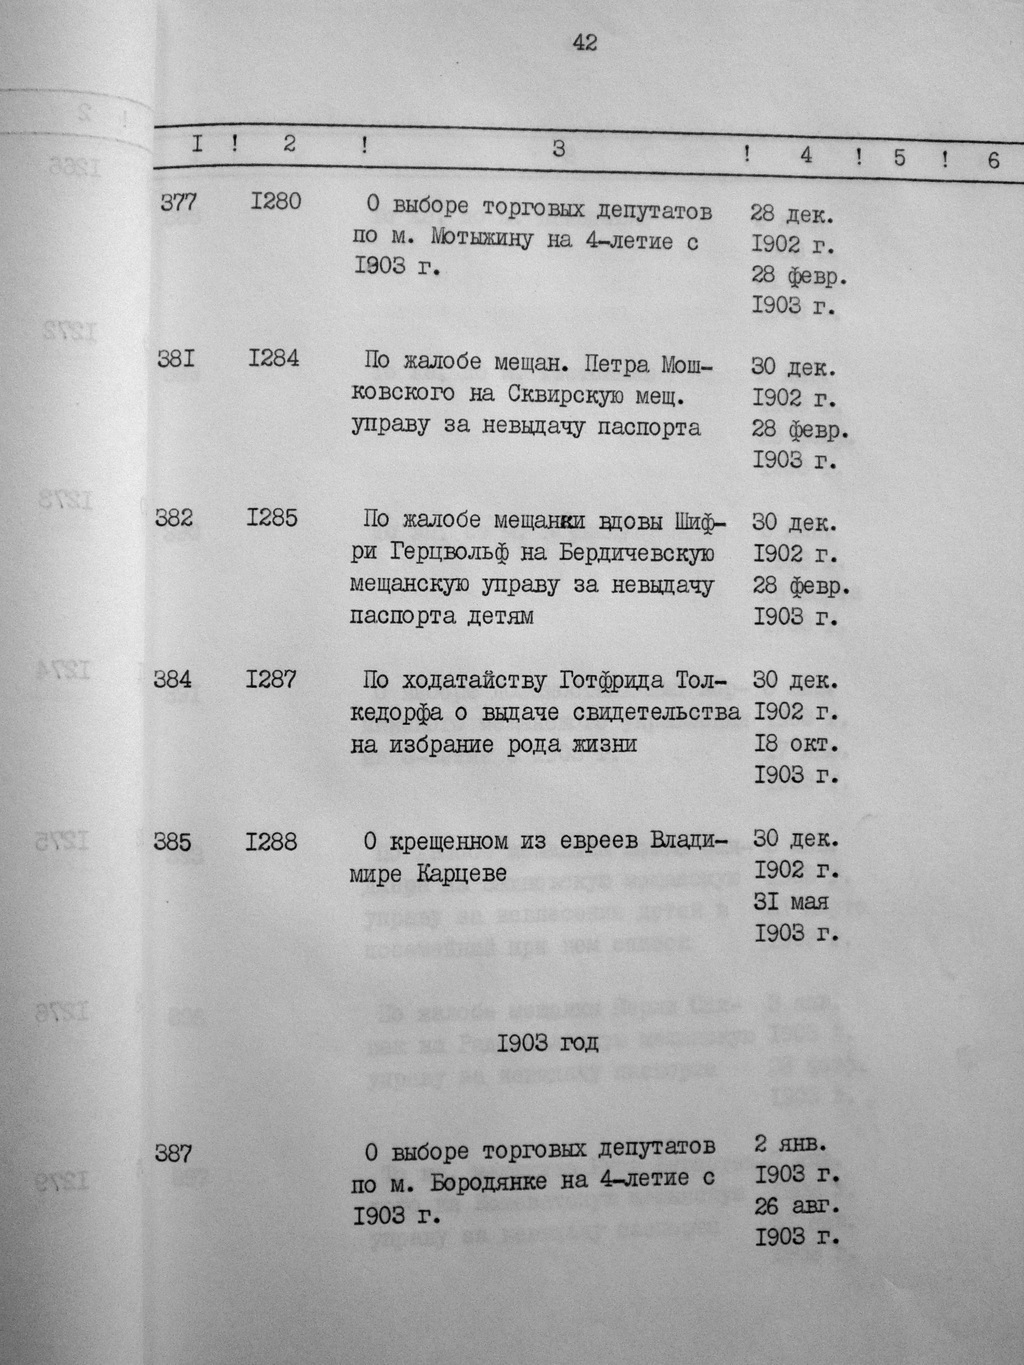 42
I ! 2 ! 3 ! 4 ! 5 ! 6
377 I280 О выборе торговых депутатов 28 дек.
по м. Мотыжину на 4-летие с I902 г.
I903 г. 28 февр.
I903 г.
38I I284 По жалобе мещан. Петра Мош- 30 дек.
ковского на Сквирскую мещ. I902 г.
управу за невыдачу паспорта 28 февр.
I903 г.
382 I285 По жалобе мещанки вдовы Шиф- 30 дек.
ри Герцвольф на Бердичевскую I902 г.
мещанскую управу за невыдачу 28 февр.
паспорта детям I903 г.
384 I287 По ходатайству Готфрида Тол- 30 дек.
кедорфа о выдаче свидетельства I902 г.
на избрание рода жизни I8 окт.
I903 г.
385 I288 О крещенном из евреев Влади- 30 дек.
мире Карцеве I902 г.
3I мая
I903 г.
I903 год
387 О выборе торговых депутатов 2 янв.
по м. Бородянке на 4-летие с I903 г.
I903 г. 26 авг.
I903 г.